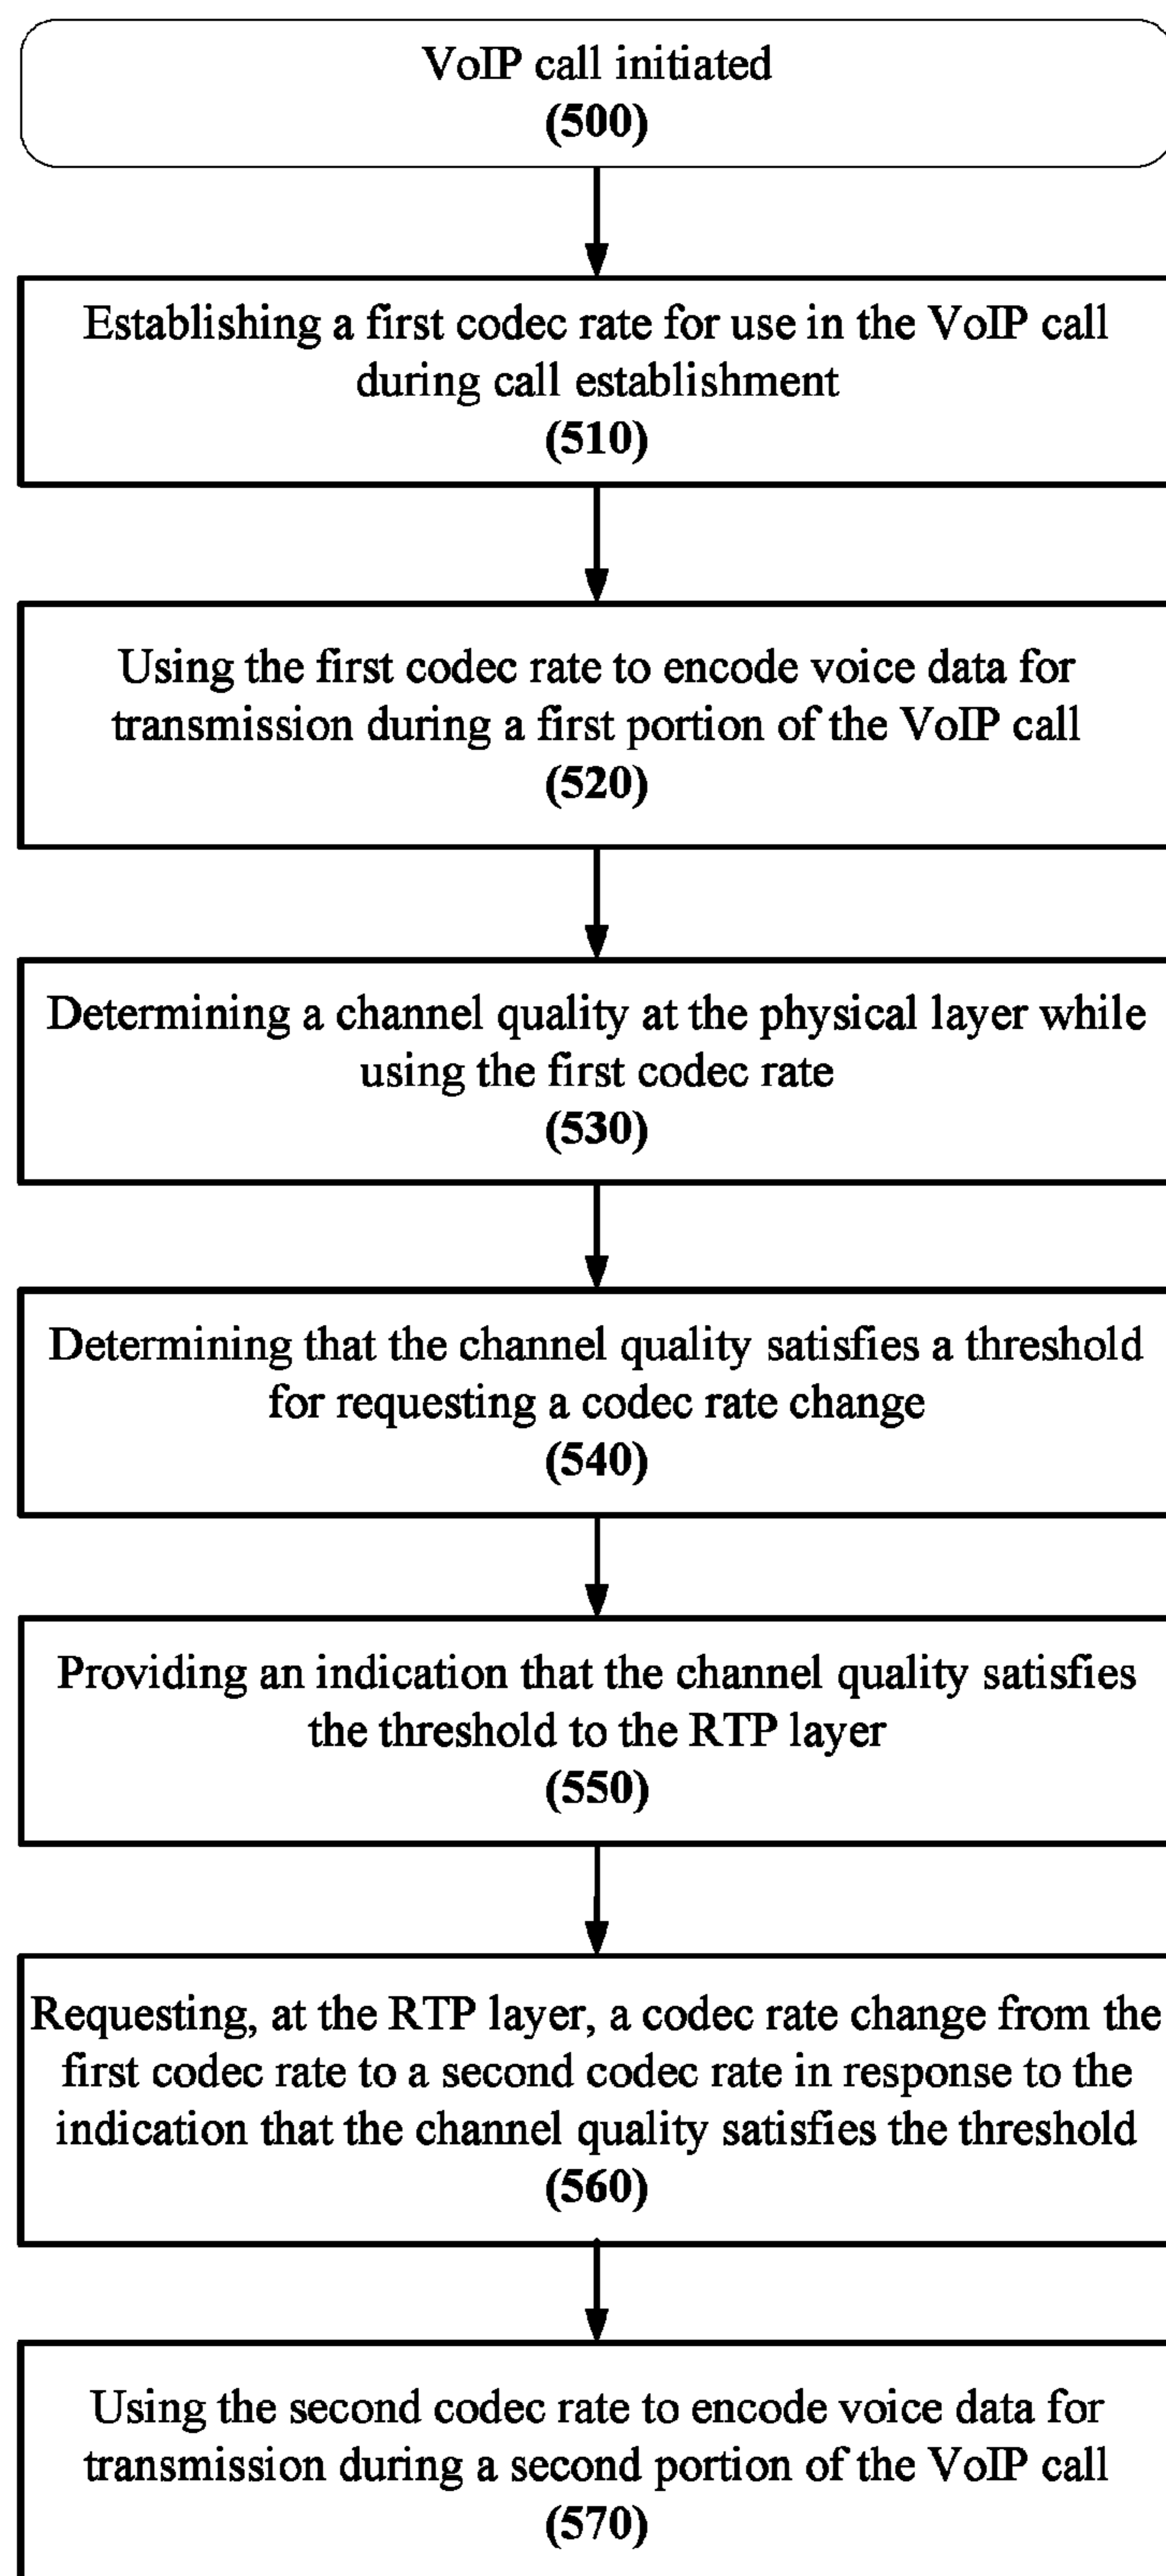 VoIP call initiated
(500)
Establishing a first codec rate for use in the VoIP call
during call establishment
(510)
Using the first codec rate to encode voice data for
transmission during a first portion of the VoIP call
(520)
Determining a channel quality at the physical layer while
using the first codec rate
(530)
Determining that the channel quality satisfies a threshold
for requesting a codec rate change
(540)
Providing an indication that the channel quality satisfies
the threshold to the RTP layer
(550)
Requesting, at the RTP layer, a codec rate change from the
first codec rate to a second codec rate in response to the
indication that the channel quality satisfies the threshold
(560)
Using the second codec rate to encode voice data for
transmission during a second portion of the VoIP call
(570)